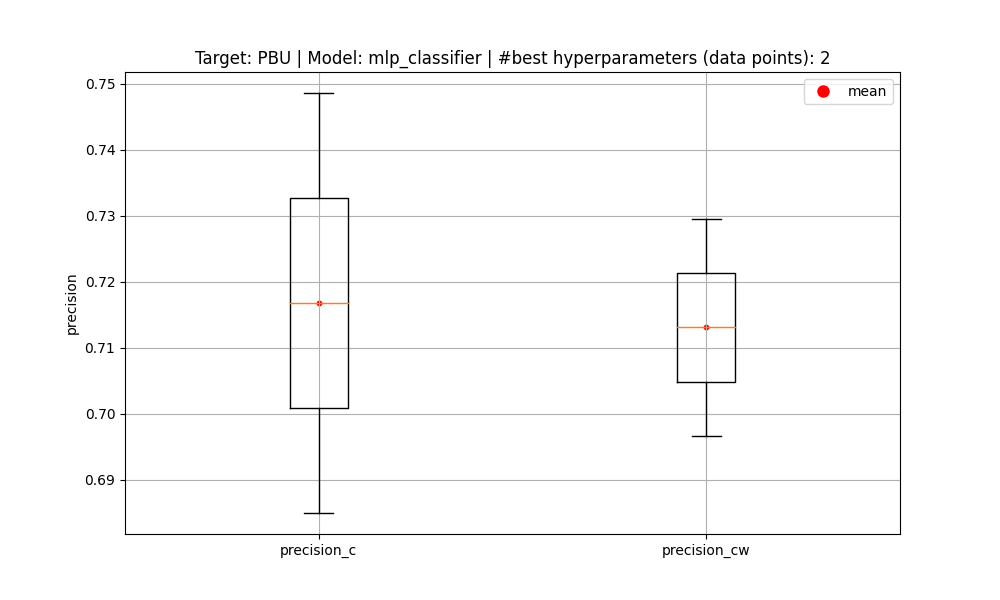 Target: PBU | Model: mlp_classifier | #best hyperparameters (data points): 2
mean
0.75
0.74
0.73
0.72
0.71
0.70
0.69
precision
precision_c
precision_cw